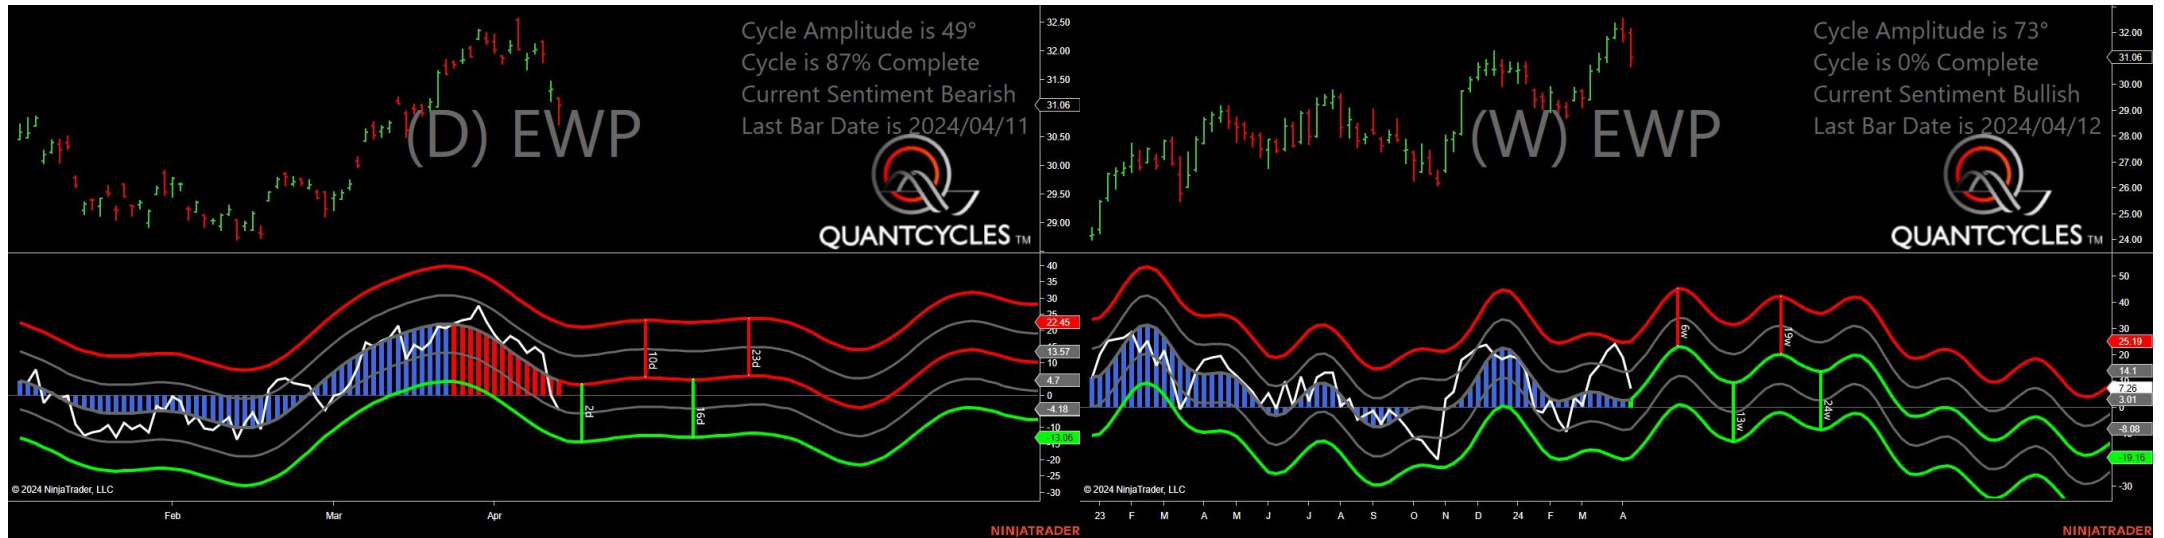 Cycle Amplitude is 49°
Cycle is 87% Complete
Current Sentiment Bearish
Last Bar Date is 2024/04/11
(D) EWP
QUANTCYCLES TM
32.50
32.00
31.50
31.06
30.50
30.00
29.50
29.00
40
35
30
25
22.45
20
15
13.57
10
4.7
0
-4.18
-10
-13.06
-20
-25
-30
2d
10d
16d
23d
© 2024 NinjaTrader, LLC
Feb
Mar
Apr
NINJATRADER
Cycle Amplitude is 73°
Cycle is 0% Complete
Current Sentiment Bullish
Last Bar Date is 2024/04/12
(W) EWP
QUANTCYCLES TM
32.00
31.06
30.00
29.00
28.00
27.00
26.00
25.00
24.00
50
40
30
25.19
20
14.1
7.26
3.01
0
-8.08
-19.16
-30
6w
13w
19w
24w
© 2024 NinjaTrader, LLC
23 F M A M J J A S O N D 24 F M A
NINJATRADER